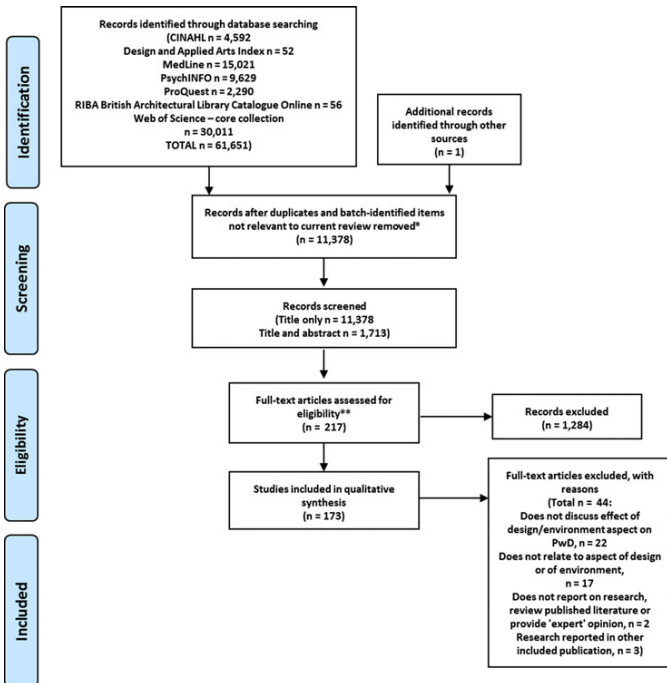 Records identified through database searching
(CINAHL n = 4,592
Design and Applied Arts Index n = 52
MedLine n = 15,021
PsychINFO n = 9,629
ProQuest n = 2,290
RIBA British Architectural Library Catalogue Online n = 56
Web of Science – core collection
n = 30,011
TOTAL n = 61,651)
Additional records
identified through other
sources
(n = 1)
Identification
Records after duplicates and batch-identified items
not relevant to current review removed*
(n = 11,378)
Screening
Records screened
(Title only n = 11,378
Title and abstract n = 1,713)
Eligibility
Full-text articles assessed for
eligibility**
(n = 217)
Records excluded
(n = 1,284)
Studies included in qualitative
synthesis
(n = 173)
Full-text articles excluded, with
reasons
(Total n = 44:
Does not discuss effect of
design/environment aspect on
PwD, n = 22
Does not relate to aspect of design
or of environment,
n = 17
Does not report on research,
review published literature or
provide 'expert' opinion, n = 2
Research reported in other
included publication, n = 3)
Included